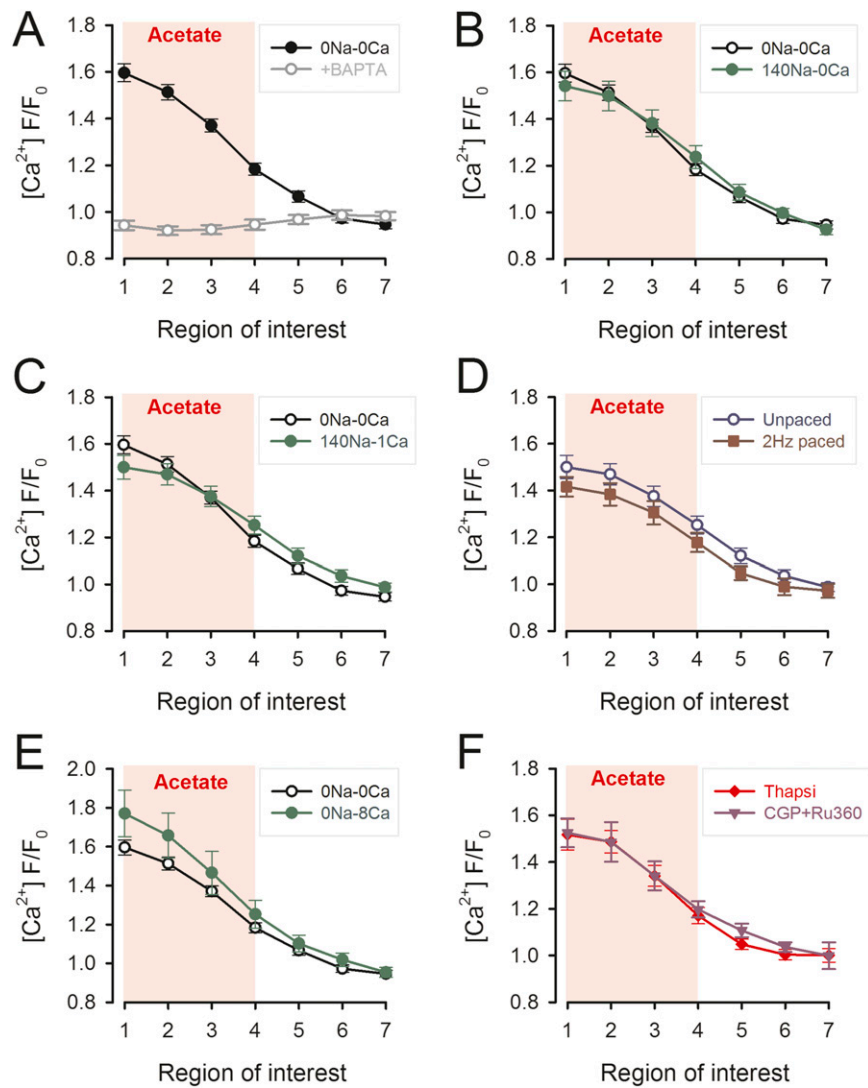 A
Acetate
0Na-0Ca
+BAPTA
[Ca²⁺] F/F₀
1.8
1.6
1.4
1.2
1.0
0.8
1 2 3 4 5 6 7
Region of interest
B
Acetate
0Na-0Ca
140Na-0Ca
[Ca²⁺] F/F₀
1.8
1.6
1.4
1.2
1.0
0.8
1 2 3 4 5 6 7
Region of interest
C
Acetate
0Na-0Ca
140Na-1Ca
[Ca²⁺] F/F₀
1.8
1.6
1.4
1.2
1.0
0.8
1 2 3 4 5 6 7
Region of interest
D
Acetate
Unpaced
2Hz paced
[Ca²⁺] F/F₀
1.8
1.6
1.4
1.2
1.0
0.8
1 2 3 4 5 6 7
Region of interest
E
Acetate
0Na-0Ca
0Na-8Ca
[Ca²⁺] F/F₀
2.0
1.8
1.6
1.4
1.2
1.0
0.8
1 2 3 4 5 6 7
Region of interest
F
Acetate
Thapsi
CGP+Ru360
[Ca²⁺] F/F₀
1.8
1.6
1.4
1.2
1.0
0.8
1 2 3 4 5 6 7
Region of interest